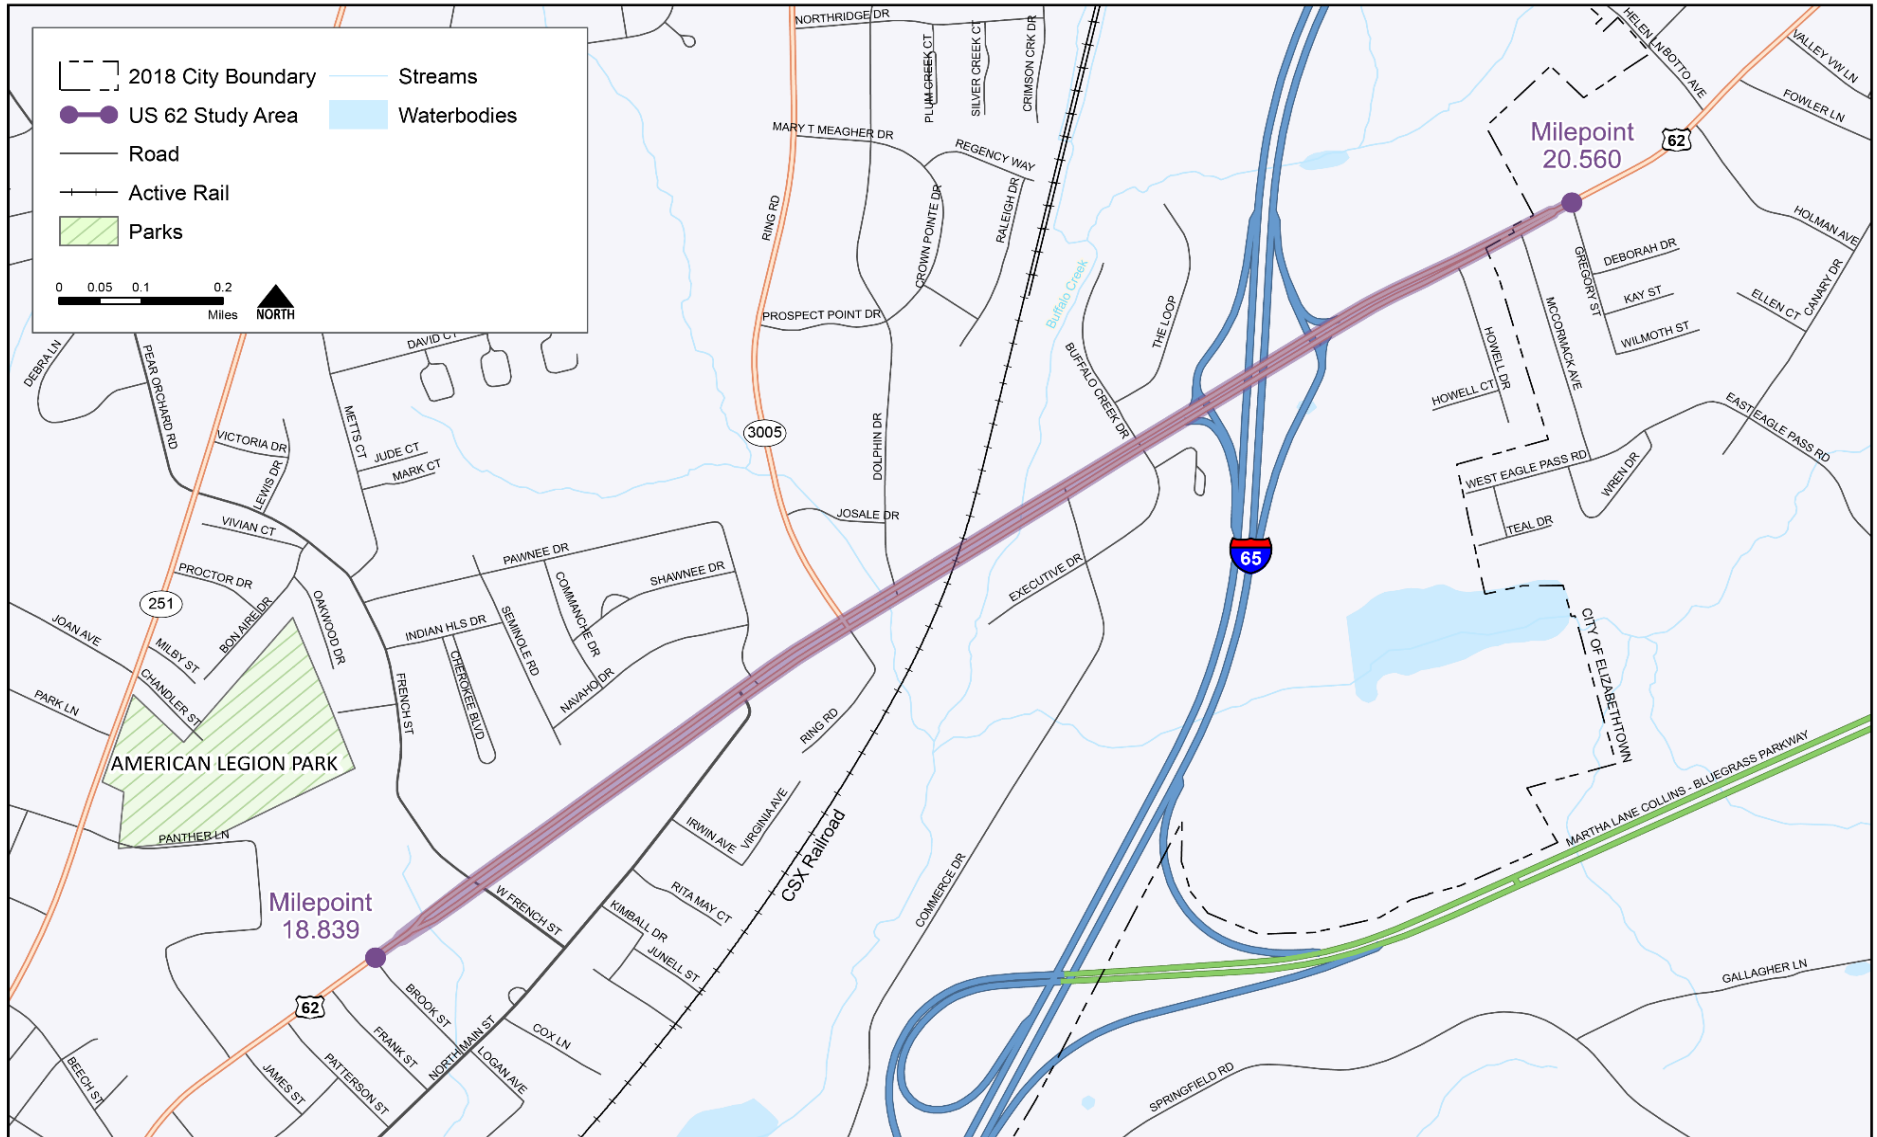 2018 City Boundary
Streams
US 62 Study Area
Waterbodies
Road
Active Rail
Parks
0 0.05 0.1 0.2
Miles
NORTH
NORTHRIDGE DR
PLUM CREEK CT
SILVER CREEK CT
CRIMSON CRK DR
HELEN LN
BOTTO AVE
VALLEY VW LN
FOWLER LN
Milepoint
20.560
62
MARY T MEAGHER DR
REGENCY WAY
RALEIGH DR
CROWN POINTE DR
RING RD
HOLMAN AVE
DEBORAH DR
GREGORY ST
KAY ST
CANARY DR
ELLEN CT
WILMOTH ST
MCCORMACK AVE
HOWELL DR
HOWELL CT
Buffalo Creek
THE LOOP
BUFFALO CREEK DR
PROSPECT POINT DR
DAVID CT
DEBRA LN
PEAR ORCHARD RD
METTS CT
VICTORIA DR
JUDE CT
MARK CT
LEWIS DR
3005
DOLPHIN DR
EAST EAGLE PASS RD
WEST EAGLE PASS RD
WREN DR
TEAL DR
VIVIAN CT
JOSALE DR
PAWNEE DR
65
PROCTOR DR
COMMANCHE DR
SHAWNEE DR
EXECUTIVE DR
251
BON AIRE DR
OAKWOOD DR
JOAN AVE
INDIAN HLS DR
SEMINOLE RD
MILBY ST
CHEROKEE BLVD
NAVAHO DR
CITY OF ELIZABETHTOWN
CHANDLER ST
PARK LN
FRENCH ST
RING RD
AMERICAN LEGION PARK
MARTHA LANE COLLINS - BLUEGRASS PARKWAY
PANTHER LN
IRWIN AVE
VIRGINIA AVE
CSX Railroad
COMMERCE DR
Milepoint
18.839
W FRENCH ST
RITA MAY CT
KIMBALL DR
JUNELL ST
GALLAGHER LN
62
BROOK ST
FRANK ST
NORTH MAIN ST
COX LN
LOGAN AVE
PATTERSON ST
JAMES ST
BEECH ST
SPRINGFIELD RD